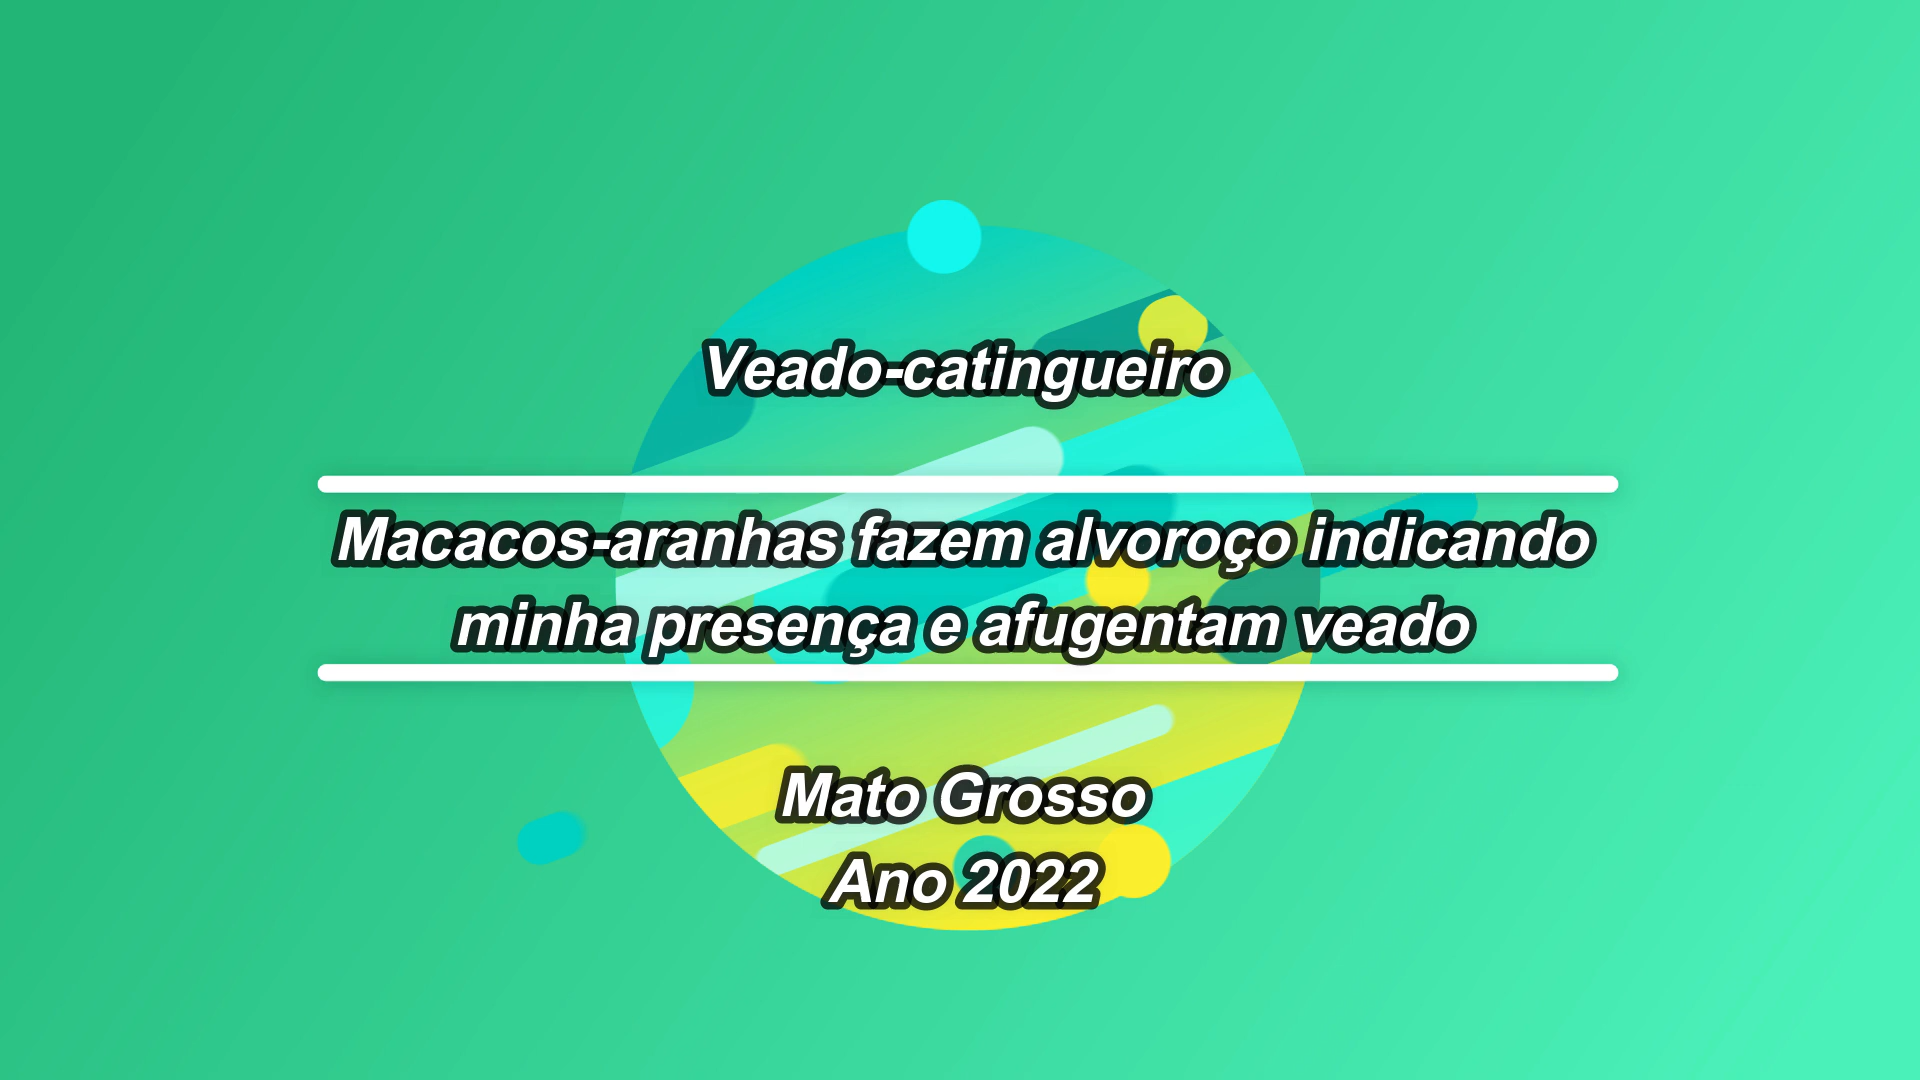 Veado-catingueiro
Macacos-aranhas fazem alvoroço indicando
minha presença e afugentam veado
Mato Grosso
Ano 2022